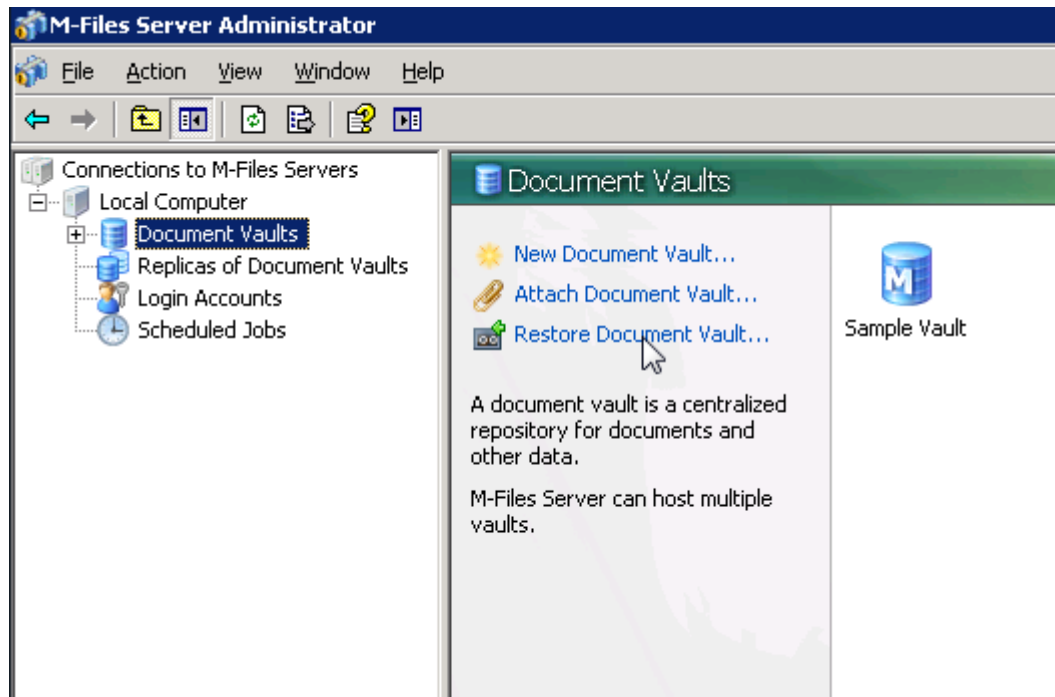 M-Files Server Administrator
File Action View Window Help
Connections to M-Files Servers
Local Computer
Document Vaults
Replicas of Document Vaults
Login Accounts
Scheduled Jobs
Document Vaults
New Document Vault...
Attach Document Vault...
Restore Document Vault...
A document vault is a centralized
repository for documents and
other data.
M-Files Server can host multiple
vaults.
M
Sample Vault